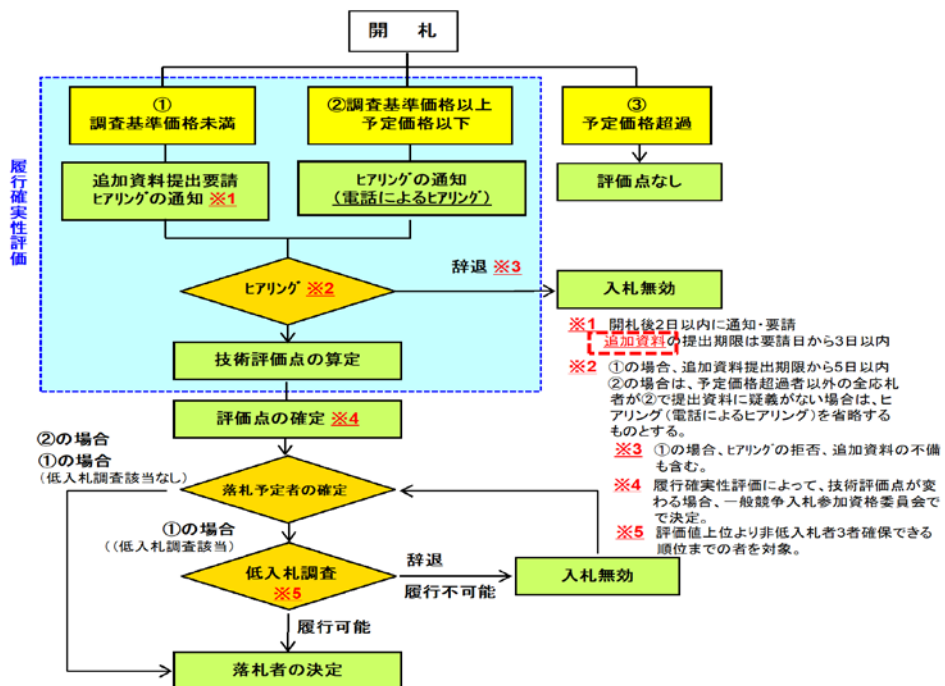 開　札
①
調査基準価格未満
②調査基準価格以上
予定価格以下
③
予定価格超過
履行確実性評価
追加資料提出要請
ﾋｱﾘﾝｸﾞの通知 ※1
ﾋｱﾘﾝｸﾞの通知
(電話によるﾋｱﾘﾝｸﾞ)
評価点なし
ﾋｱﾘﾝｸﾞ ※2
辞退 ※3
入札無効
技術評価点の算定
評価点の確定 ※4
※1 開札後2日以内に通知・要請
追加資料の提出期限は要請日から3日以内
※2 ①の場合、追加資料提出期限から5日以内
②の場合は、予定価格超過者以外の全応札
者が②で提出資料に疑義がない場合は、ヒ
アリング(電話によるヒアリング)を省略する
ものとする。
※3 ①の場合、ﾋｱﾘﾝｸﾞの拒否、追加資料の不備
も含む。
※4 履行確実性評価によって、技術評価点が変
わる場合、一般競争入札参加資格委員会で
で決定。
※5 評価値上位より非低入札者3者確保できる
順位までの者を対象。
②の場合
①の場合
(低入札調査該当なし)
落札予定者の確定
①の場合
((低入札調査該当)
低入札調査
※5
辞退
履行不可能
入札無効
履行可能
落札者の決定